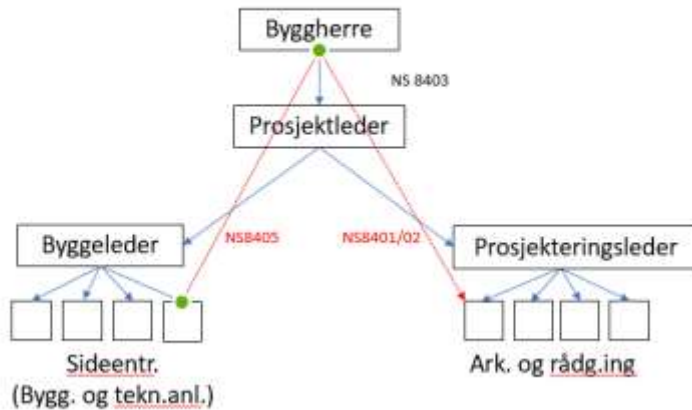 Byggherre
NS 8403
Prosjektleder
Byggeleder
NS8405
NS8401/02
Prosjekteringsleder
Sideentr.
(Bygg. og tekn.anl.)
Ark. og rådg.ing